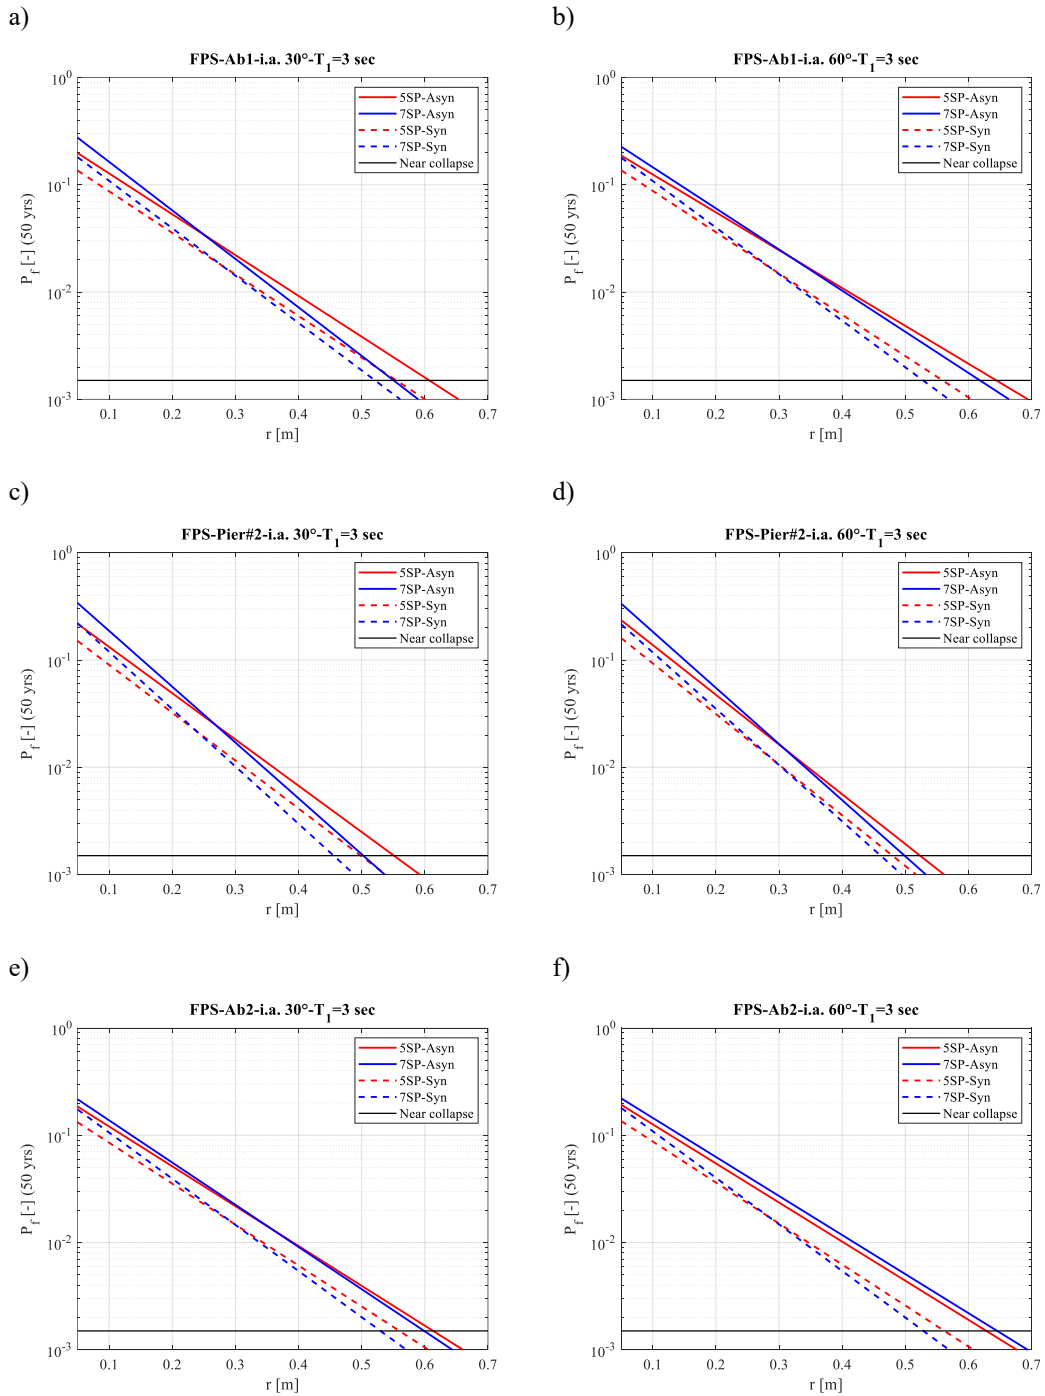 a)
b)
FPS-Ab1-i.a. 30°-T1=3 sec
10^0
10^-1
10^-2
10^-3
P_f [-] (50 yrs)
5SP-Asyn
7SP-Asyn
5SP-Syn
7SP-Syn
Near collapse
0.1 0.2 0.3 0.4 0.5 0.6 0.7
r [m]
FPS-Ab1-i.a. 60°-T1=3 sec
10^0
10^-1
10^-2
10^-3
P_f [-] (50 yrs)
5SP-Asyn
7SP-Asyn
5SP-Syn
7SP-Syn
Near collapse
0.1 0.2 0.3 0.4 0.5 0.6 0.7
r [m]
c)
d)
FPS-Pier#2-i.a. 30°-T1=3 sec
10^0
10^-1
10^-2
10^-3
P_f [-] (50 yrs)
5SP-Asyn
7SP-Asyn
5SP-Syn
7SP-Syn
Near collapse
0.1 0.2 0.3 0.4 0.5 0.6 0.7
r [m]
FPS-Pier#2-i.a. 60°-T1=3 sec
10^0
10^-1
10^-2
10^-3
P_f [-] (50 yrs)
5SP-Asyn
7SP-Asyn
5SP-Syn
7SP-Syn
Near collapse
0.1 0.2 0.3 0.4 0.5 0.6 0.7
r [m]
e)
f)
FPS-Ab2-i.a. 30°-T1=3 sec
10^0
10^-1
10^-2
10^-3
P_f [-] (50 yrs)
5SP-Asyn
7SP-Asyn
5SP-Syn
7SP-Syn
Near collapse
0.1 0.2 0.3 0.4 0.5 0.6 0.7
r [m]
FPS-Ab2-i.a. 60°-T1=3 sec
10^0
10^-1
10^-2
10^-3
P_f [-] (50 yrs)
5SP-Asyn
7SP-Asyn
5SP-Syn
7SP-Syn
Near collapse
0.1 0.2 0.3 0.4 0.5 0.6 0.7
r [m]